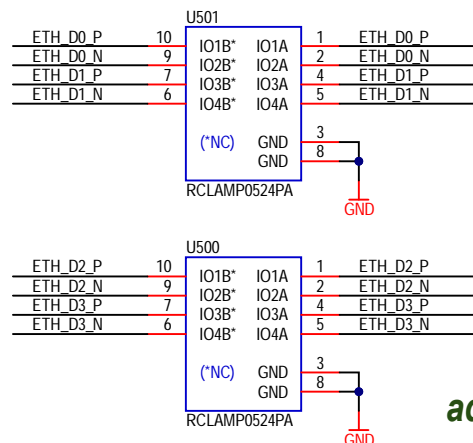 U501
ETH_D0_P 10 IO1B* IO1A 1 ETH_D0_P
ETH_D0_N 9 IO2B* IO2A 2 ETH_D0_N
ETH_D1_P 7 IO3B* IO3A 4 ETH_D1_P
ETH_D1_N 6 IO4B* IO4A 5 ETH_D1_N
(*NC) GND 3
GND 8
RCLAMP0524PA
GND
U500
ETH_D2_P 10 IO1B* IO1A 1 ETH_D2_P
ETH_D2_N 9 IO2B* IO2A 2 ETH_D2_N
ETH_D3_P 7 IO3B* IO3A 4 ETH_D3_P
ETH_D3_N 6 IO4B* IO4A 5 ETH_D3_N
(*NC) GND 3
GND 8
RCLAMP0524PA
GND